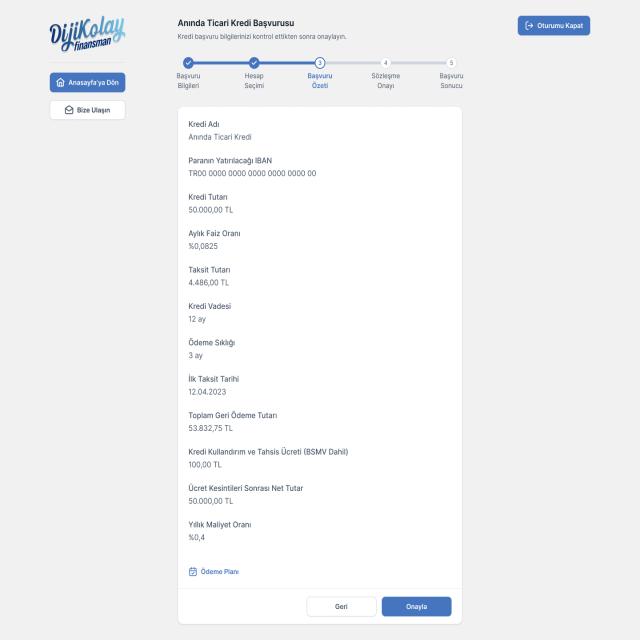 DijiKolay
finansman
Anasayfa'ya Dön
Bize Ulaşın
Anında Ticari Kredi Başvurusu
Kredi başvuru bilgilerinizi kontrol ettikten sonra onaylayın.
Oturumu Kapat
3
4
5
Başvuru
Bilgileri
Hesap
Seçimi
Başvuru
Özeti
Sözleşme
Onayı
Başvuru
Sonucu
Kredi Adı
Anında Ticari Kredi
Paranın Yatırılacağı IBAN
TR00 0000 0000 0000 0000 0000 00
Kredi Tutarı
50.000,00 TL
Aylık Faiz Oranı
%0,0825
Taksit Tutarı
4.486,00 TL
Kredi Vadesi
12 ay
Ödeme Sıklığı
3 ay
İlk Taksit Tarihi
12.04.2023
Toplam Geri Ödeme Tutarı
53.832,75 TL
Kredi Kullandırım ve Tahsis Ücreti (BSMV Dahil)
100,00 TL
Ücret Kesintileri Sonrası Net Tutar
50.000,00 TL
Yıllık Maliyet Oranı
%0,4
Ödeme Planı
Geri
Onayla